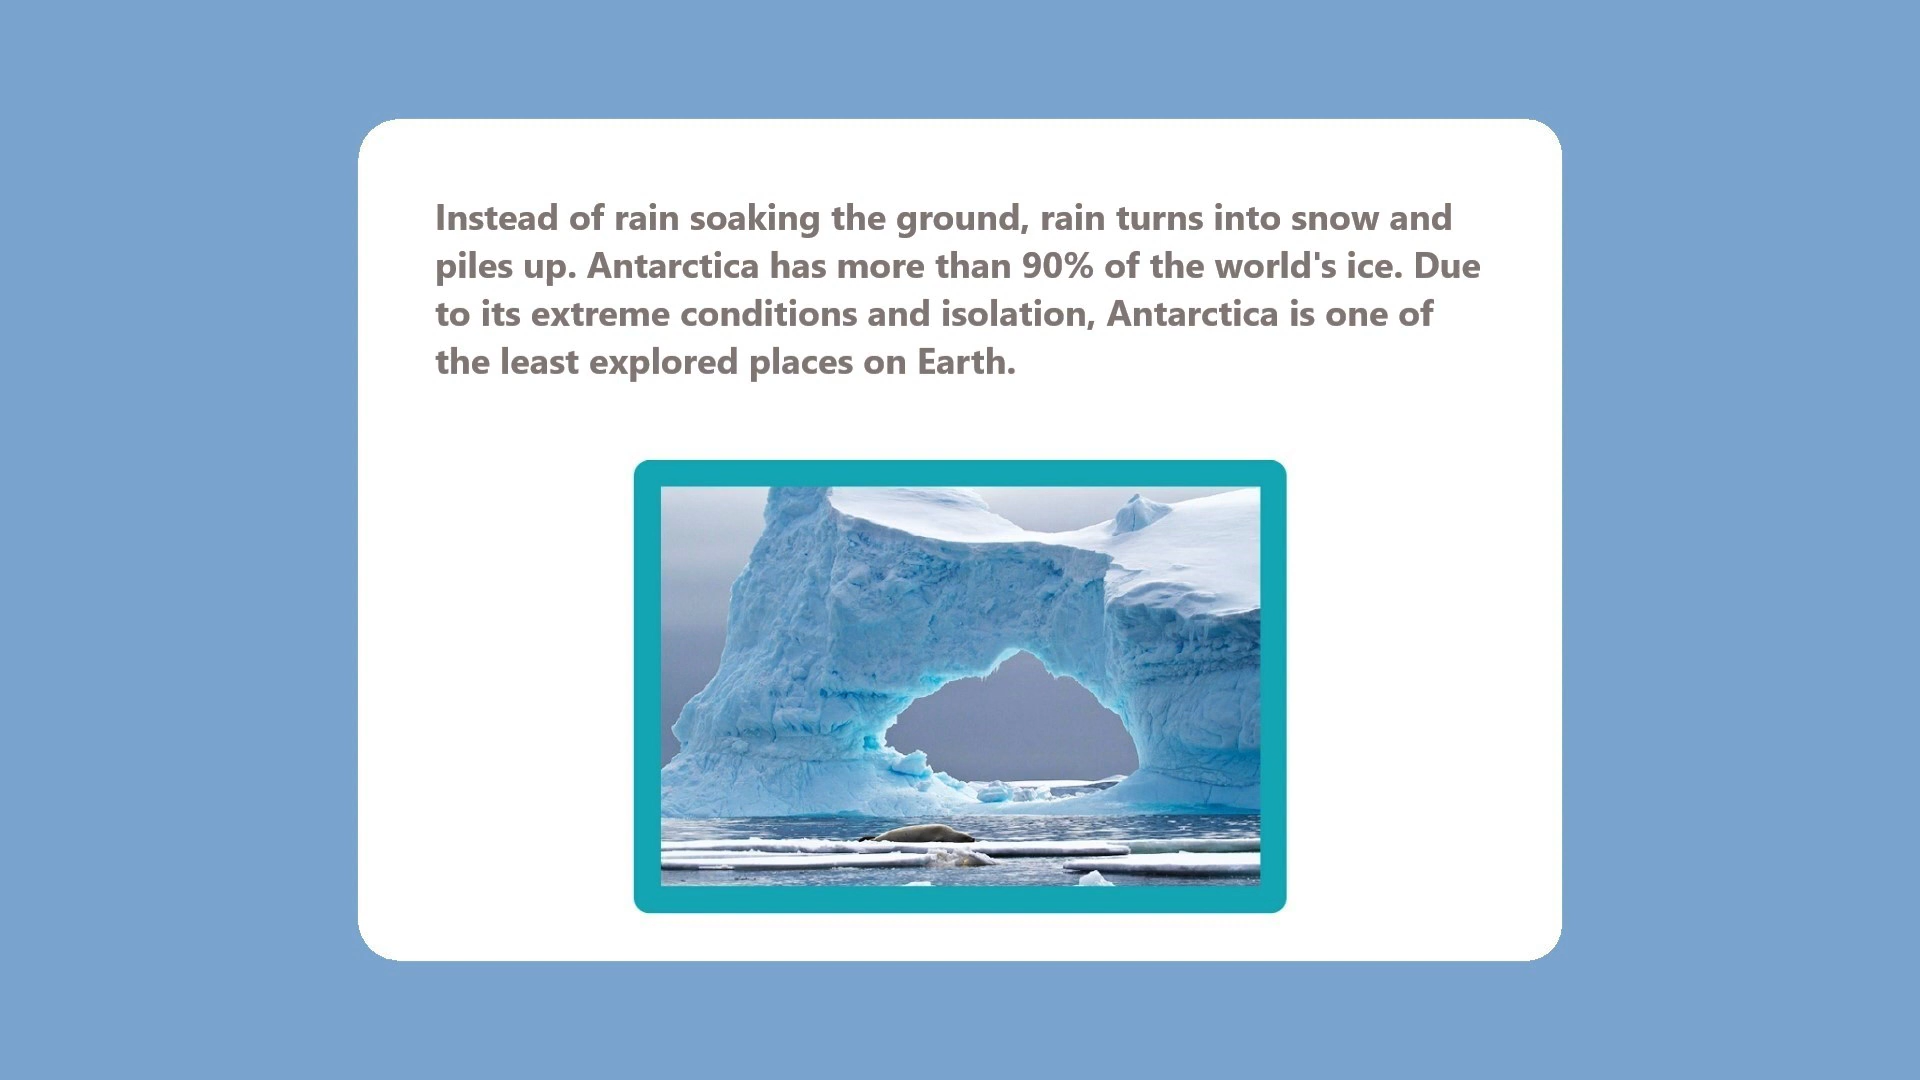 Instead of rain soaking the ground, rain turns into snow and
piles up. Antarctica has more than 90% of the world's ice. Due
to its extreme conditions and isolation, Antarctica is one of
the least explored places on Earth.